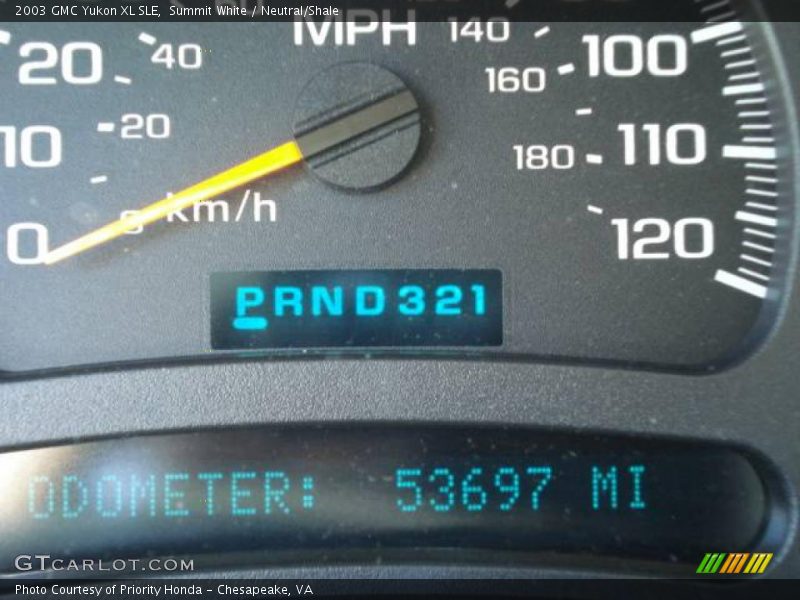 2003 GMC Yukon XL SLE, Summit White / Neutral/Shale
MPH
140
100
20
40
160
10
20
180
110
km/h
0
120
PRND321
ODOMETER: 53697 MI
GTCARLOT.COM
Photo Courtesy of Priority Honda - Chesapeake, VA